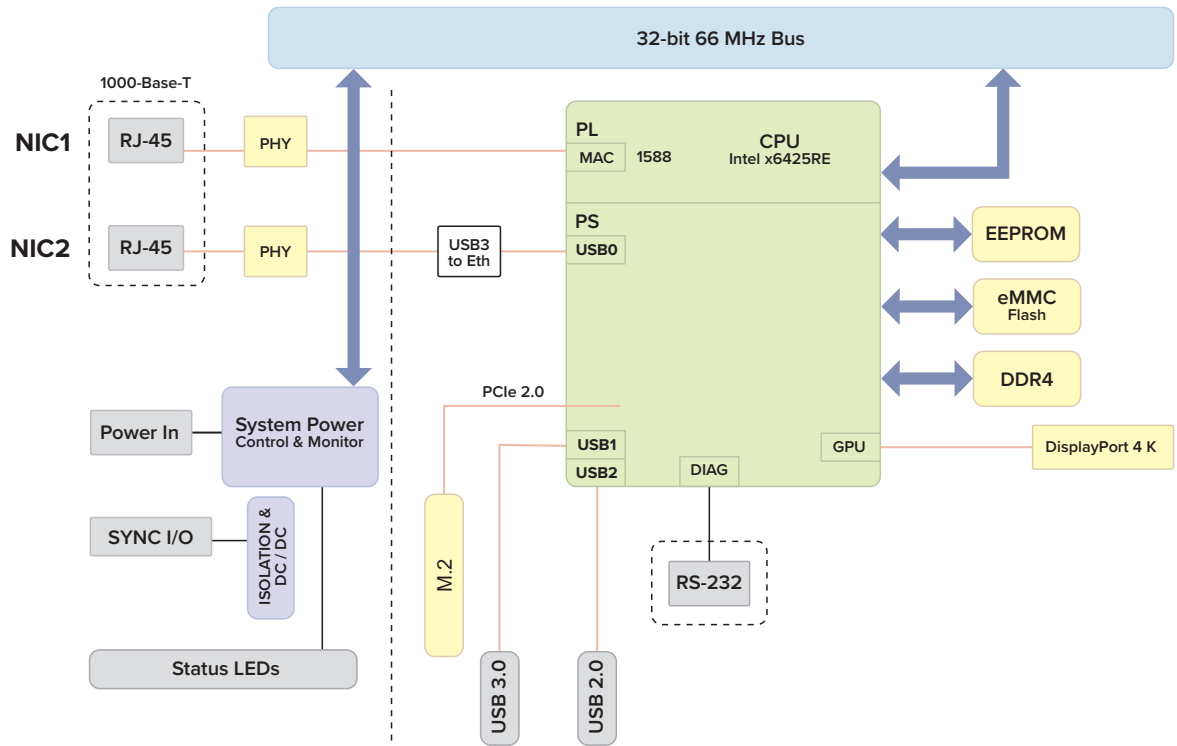 32-bit 66 MHz Bus
1000-Base-T
NIC1
RJ-45
PHY
PL
MAC
1588
CPU
Intel x6425RE
NIC2
RJ-45
PHY
USB3
to Eth
PS
USB0
EEPROM
eMMC
Flash
DDR4
PCIe 2.0
Power In
System Power
Control & Monitor
USB1
USB2
DIAG
GPU
DisplayPort 4 K
SYNC I/O
ISOLATION &
DC / DC
M.2
RS-232
Status LEDs
USB 3.0
USB 2.0